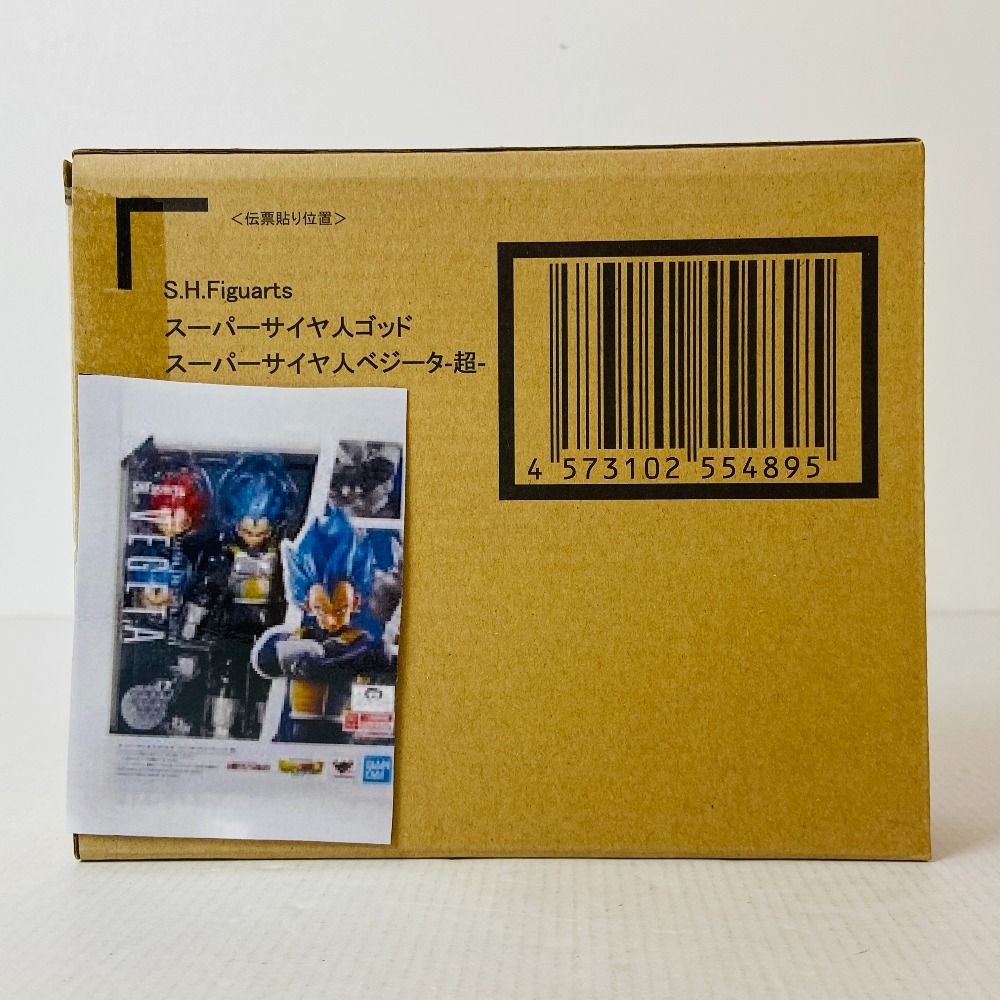 ＜伝票貼り位置＞
S.H.Figuarts
スーパーサイヤ人ゴッド
スーパーサイヤ人ベジータ-超-
4 573102 554895
VEGETA